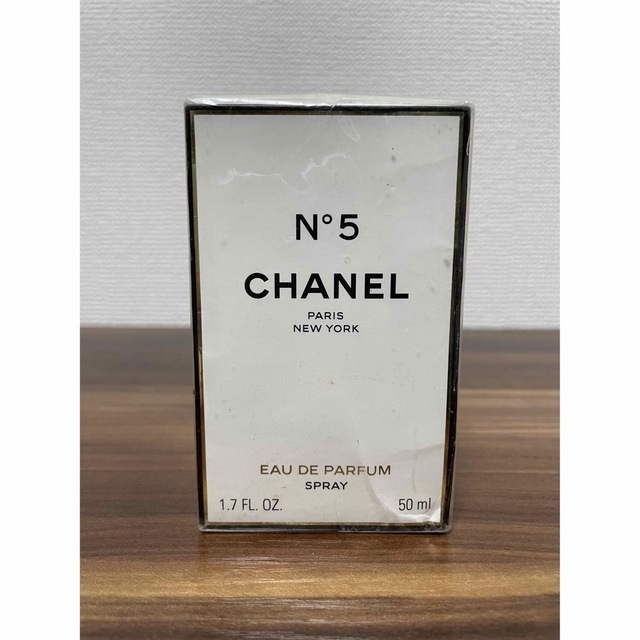 N°5
CHANEL
PARIS
NEW YORK
EAU DE PARFUM
SPRAY
1.7 FL. OZ. 50 ml